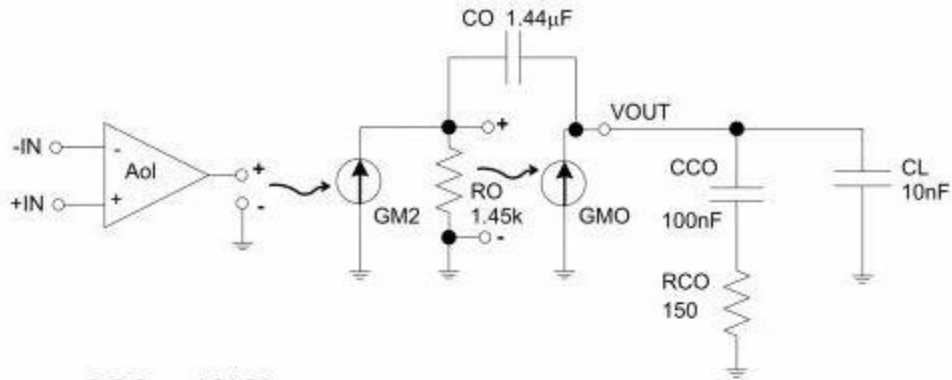 CO 1.44µF
VOUT
-IN
+IN
-
+
Aol
+
-
GM2
+
RO
1.45k
-
GMO
CCO
100nF
RCO
150
CL
10nF